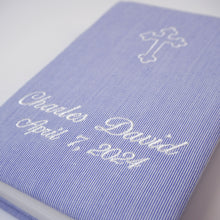 Charles David
April 7, 2024